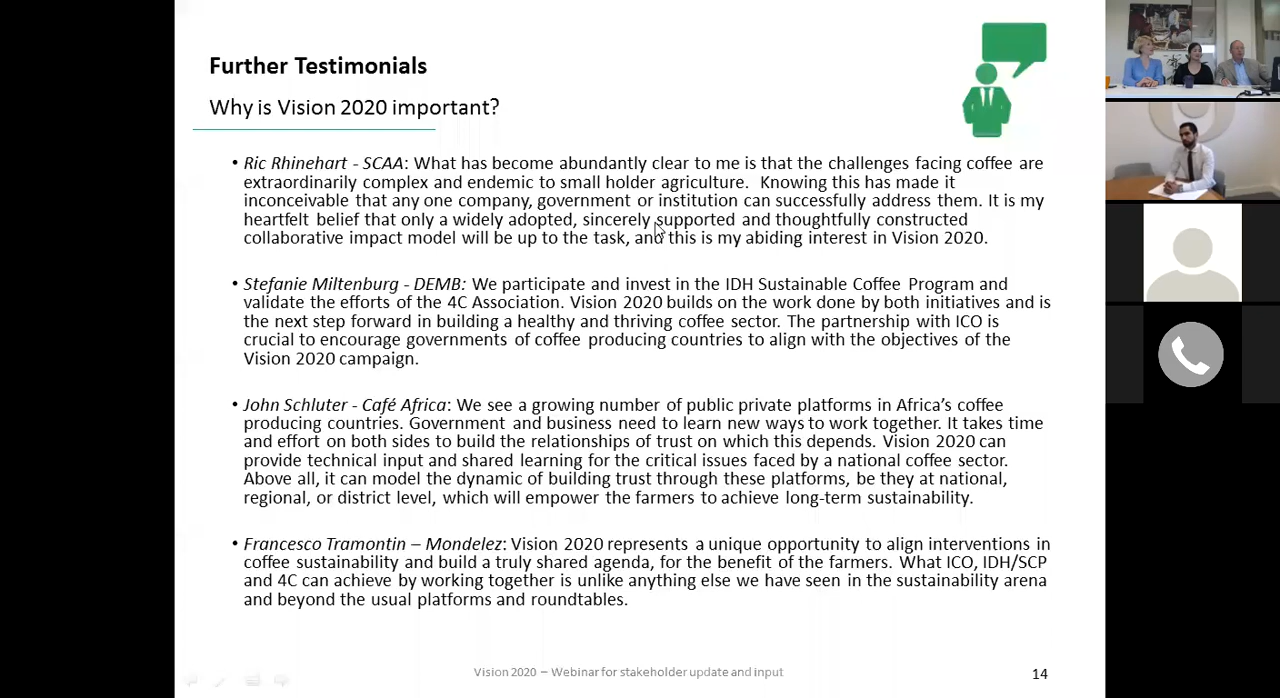 Further Testimonials
Why is Vision 2020 important?
• Ric Rhinehart - SCAA: What has become abundantly clear to me is that the challenges facing coffee are
extraordinarily complex and endemic to small holder agriculture.  Knowing this has made it
inconceivable that any one company, government or institution can successfully address them. It is my
heartfelt belief that only a widely adopted, sincerely supported and thoughtfully constructed
collaborative impact model will be up to the task, and this is my abiding interest in Vision 2020.
• Stefanie Miltenburg - DEMB: We participate and invest in the IDH Sustainable Coffee Program and
validate the efforts of the 4C Association. Vision 2020 builds on the work done by both initiatives and is
the next step forward in building a healthy and thriving coffee sector. The partnership with ICO is
crucial to encourage governments of coffee producing countries to align with the objectives of the
Vision 2020 campaign.
• John Schluter - Café Africa: We see a growing number of public private platforms in Africa’s coffee
producing countries. Government and business need to learn new ways to work together. It takes time
and effort on both sides to build the relationships of trust on which this depends. Vision 2020 can
provide technical input and shared learning for the critical issues faced by a national coffee sector.
Above all, it can model the dynamic of building trust through these platforms, be they at national,
regional, or district level, which will empower the farmers to achieve long-term sustainability.
• Francesco Tramontin – Mondelez: Vision 2020 represents a unique opportunity to align interventions in
coffee sustainability and build a truly shared agenda, for the benefit of the farmers. What ICO, IDH/SCP
and 4C can achieve by working together is unlike anything else we have seen in the sustainability arena
and beyond the usual platforms and roundtables.
Vision 2020 – Webinar for stakeholder update and input
14